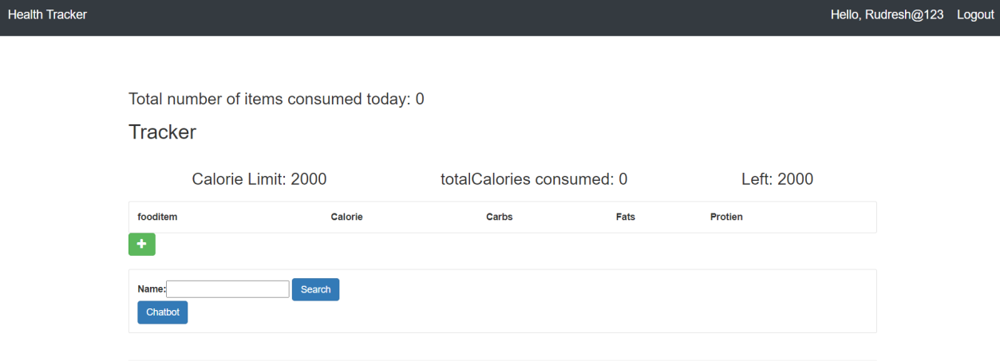 Health Tracker Hello, Rudresh@123 Logout
Total number of items consumed today: 0
Tracker
Calorie Limit: 2000 totalCalories consumed: 0 Left: 2000
fooditem Calorie Carbs Fats Protien
+
Name: Search
Chatbot